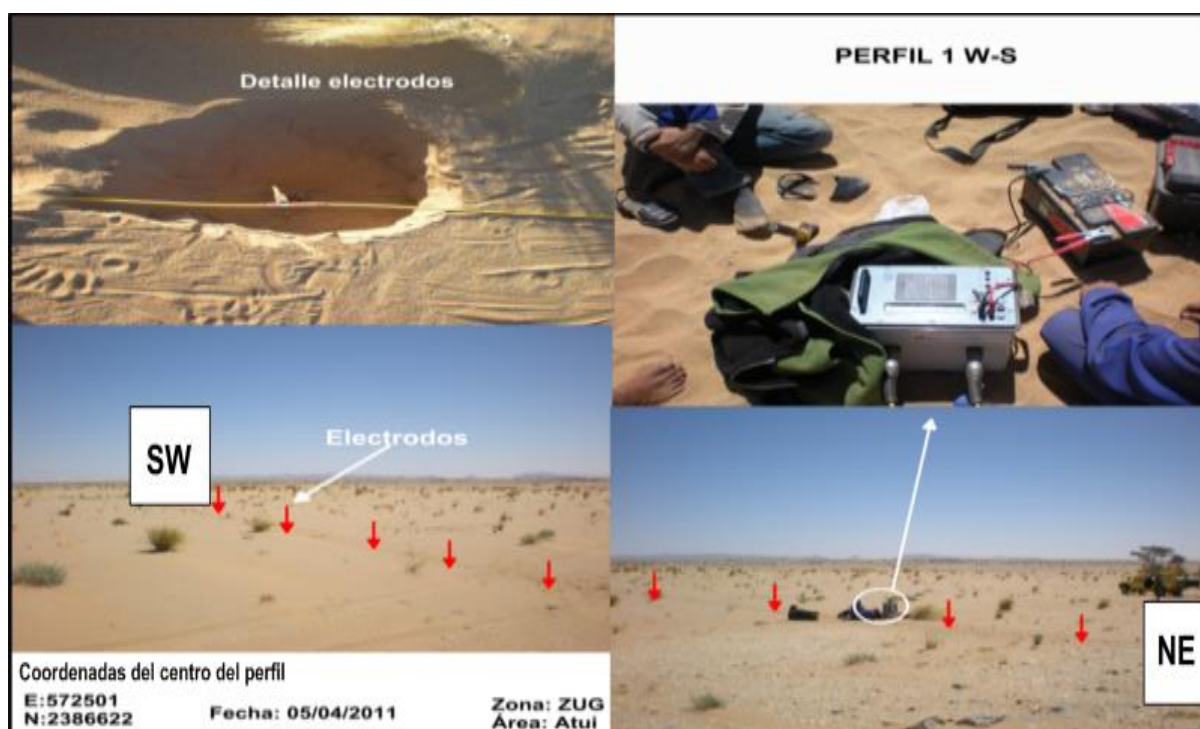 Detalle electrodos
PERFIL 1 W-S
SW
Electrodos
NE
Coordenadas del centro del perfil
E:572501
N:2386622
Fecha: 05/04/2011
Zona: ZUG
Área: Atui